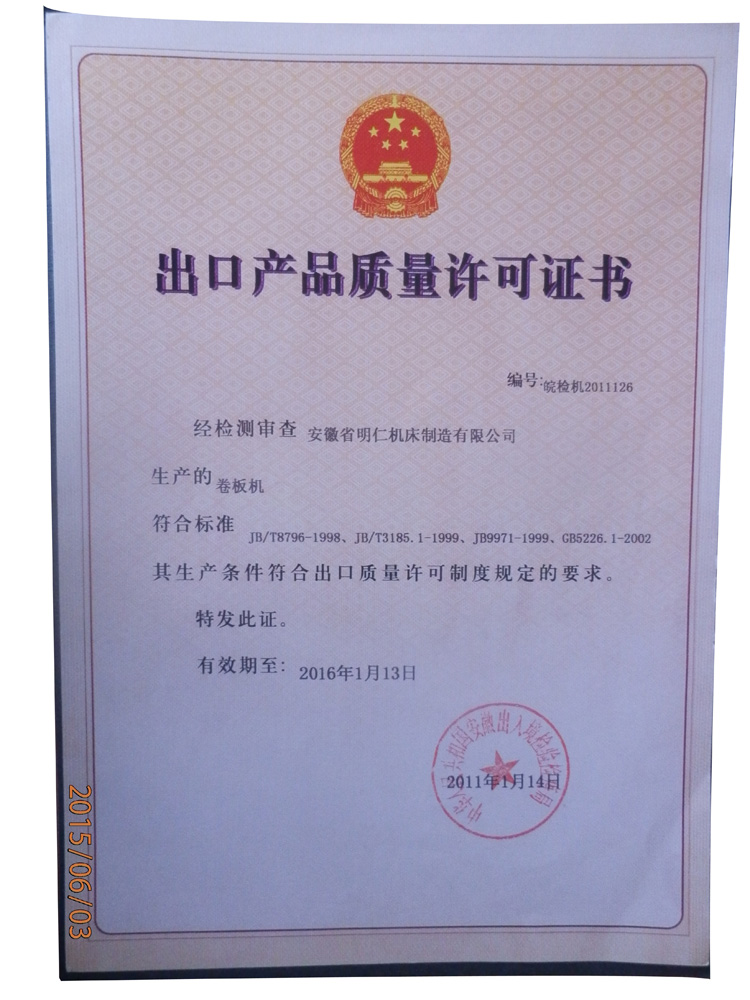 出口产品质量许可证书
编号:皖检机2011126
经检测审查 安徽省明仁机床制造有限公司
生产的 卷板机
符合标准 JB/T8796-1998、JB/T3185.1-1999、JB9971-1999、GB5226.1-2002
其生产条件符合出口质量许可制度规定的要求。
特发此证。
有效期至: 2016年1月13日
2011年1月14日
2015/06/03